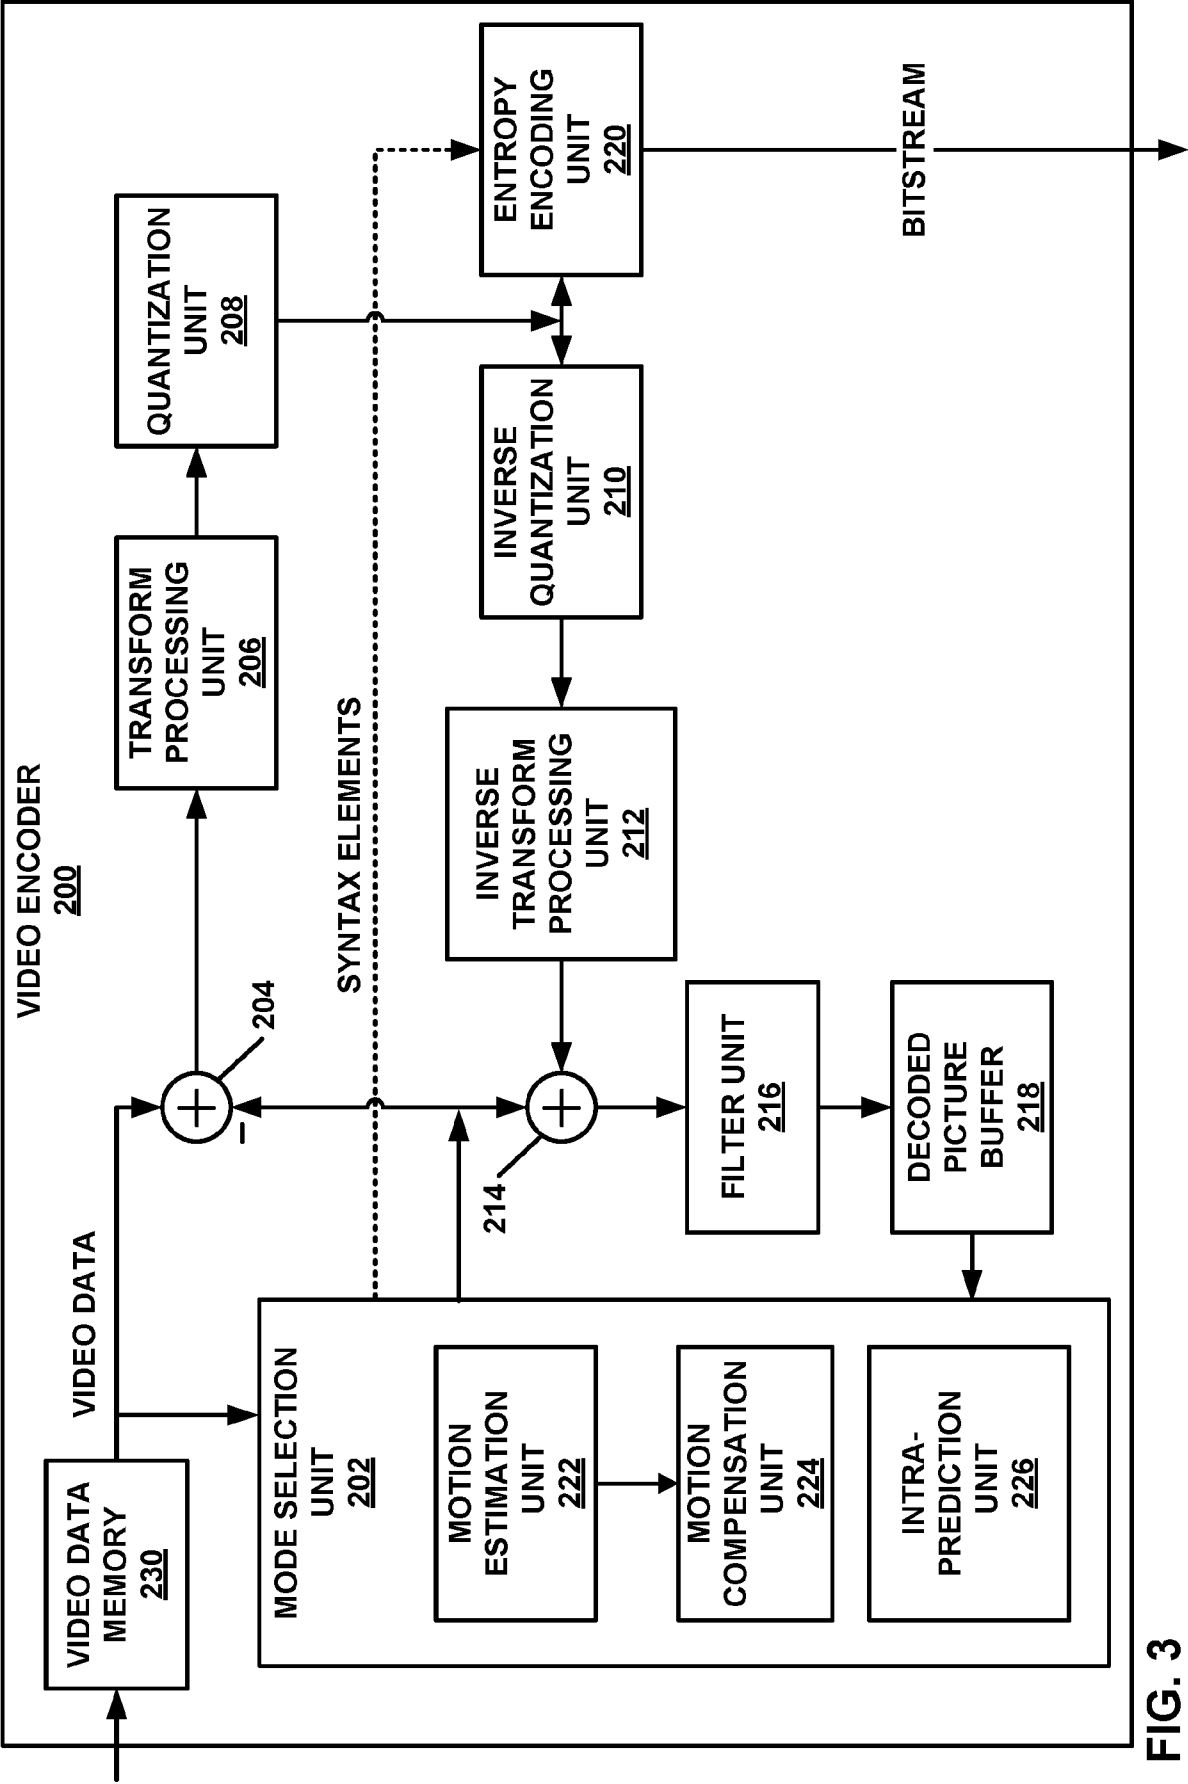 VIDEO ENCODER
200
VIDEO DATA
MEMORY
230
VIDEO DATA
204
TRANSFORM
PROCESSING
UNIT
206
QUANTIZATION
UNIT
208
MODE SELECTION
UNIT
202
SYNTAX ELEMENTS
MOTION
ESTIMATION
UNIT
222
MOTION
COMPENSATION
UNIT
224
INTRA-
PREDICTION
UNIT
226
214
INVERSE
TRANSFORM
PROCESSING
UNIT
212
INVERSE
QUANTIZATION
UNIT
210
ENTROPY
ENCODING
UNIT
220
FILTER UNIT
216
DECODED
PICTURE
BUFFER
218
BITSTREAM
FIG. 3